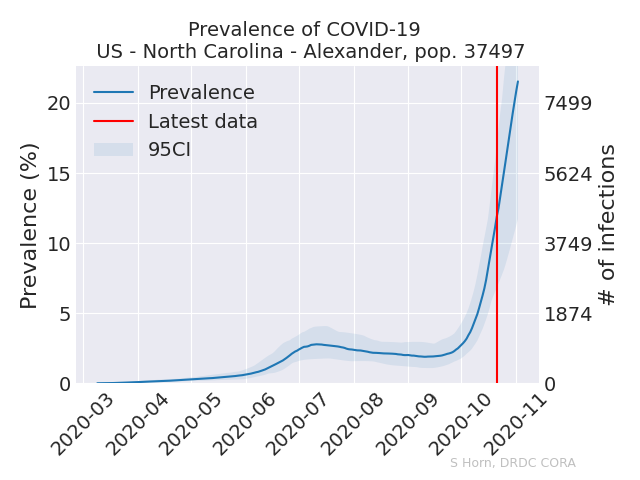 Prevalence of COVID-19
US - North Carolina - Alexander, pop. 37497
Prevalence
Latest data
95CI
Prevalence (%)
20
15
10
5
0
7499
5624
3749
1874
0
# of infections
2020-03
2020-04
2020-05
2020-06
2020-07
2020-08
2020-09
2020-10
2020-11
S Horn, DRDC CORA